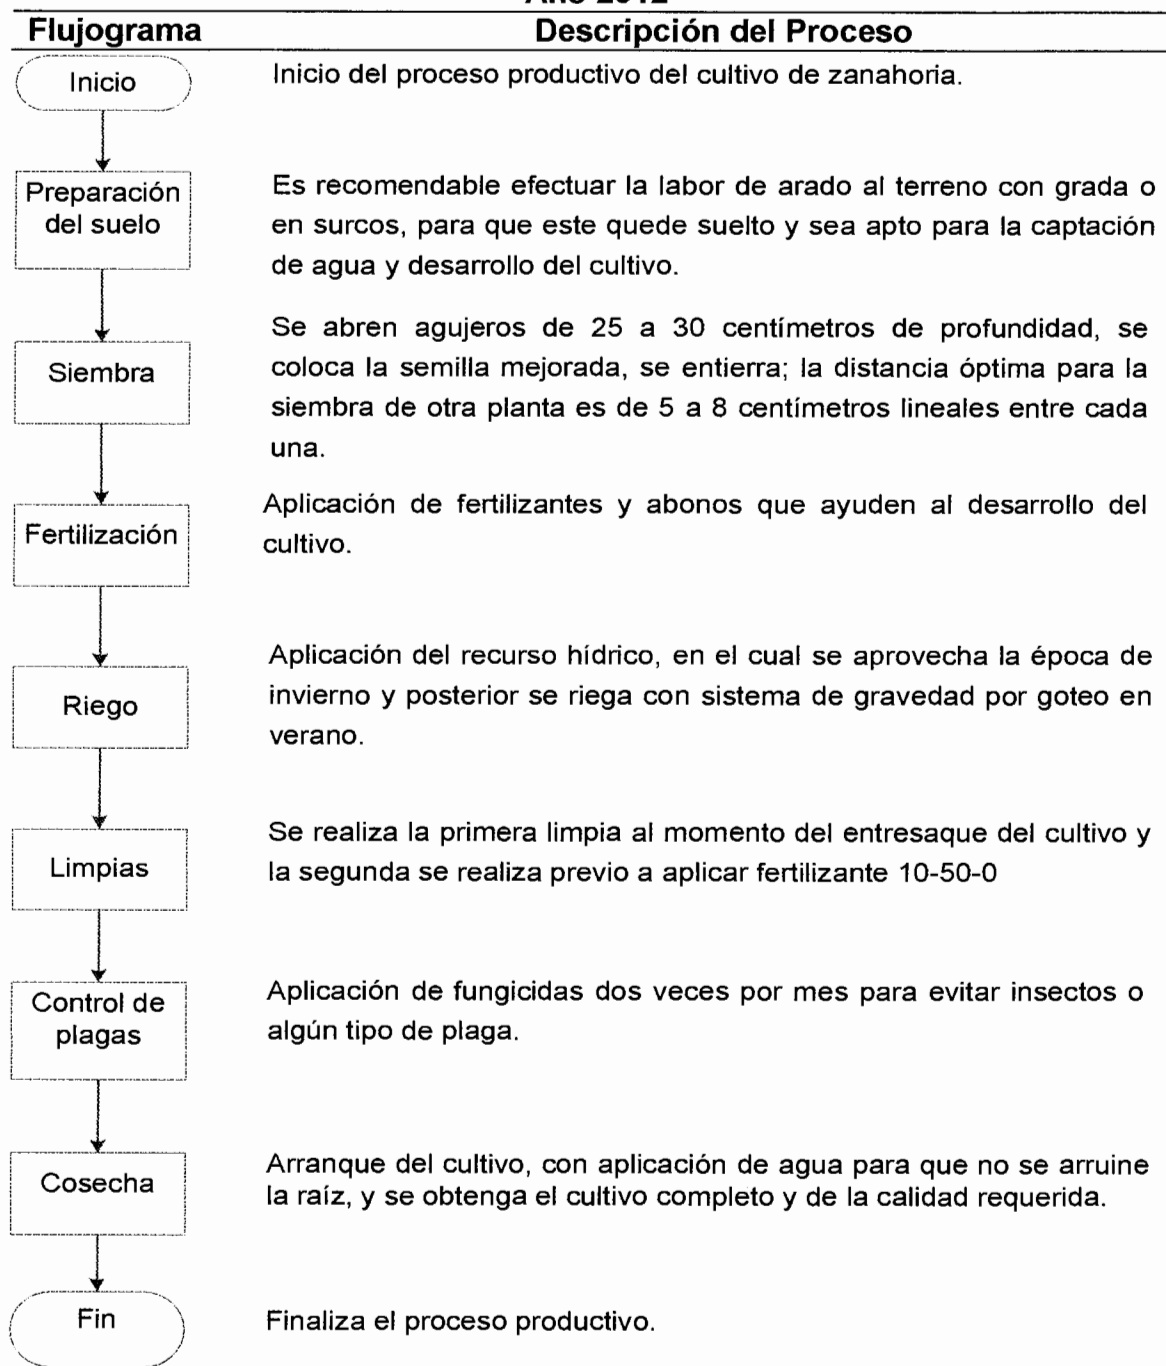 Flujograma
Descripción del Proceso
Inicio
Inicio del proceso productivo del cultivo de zanahoria.
Preparación
del suelo
Es recomendable efectuar la labor de arado al terreno con grada o
en surcos, para que este quede suelto y sea apto para la captación
de agua y desarrollo del cultivo.
Siembra
Se abren agujeros de 25 a 30 centímetros de profundidad, se
coloca la semilla mejorada, se entierra; la distancia óptima para la
siembra de otra planta es de 5 a 8 centímetros lineales entre cada
una.
Fertilización
Aplicación de fertilizantes y abonos que ayuden al desarrollo del
cultivo.
Riego
Aplicación del recurso hídrico, en el cual se aprovecha la época de
invierno y posterior se riega con sistema de gravedad por goteo en
verano.
Limpias
Se realiza la primera limpia al momento del entresaque del cultivo y
la segunda se realiza previo a aplicar fertilizante 10-50-0
Control de
plagas
Aplicación de fungicidas dos veces por mes para evitar insectos o
algún tipo de plaga.
Cosecha
Arranque del cultivo, con aplicación de agua para que no se arruine
la raíz, y se obtenga el cultivo completo y de la calidad requerida.
Fin
Finaliza el proceso productivo.